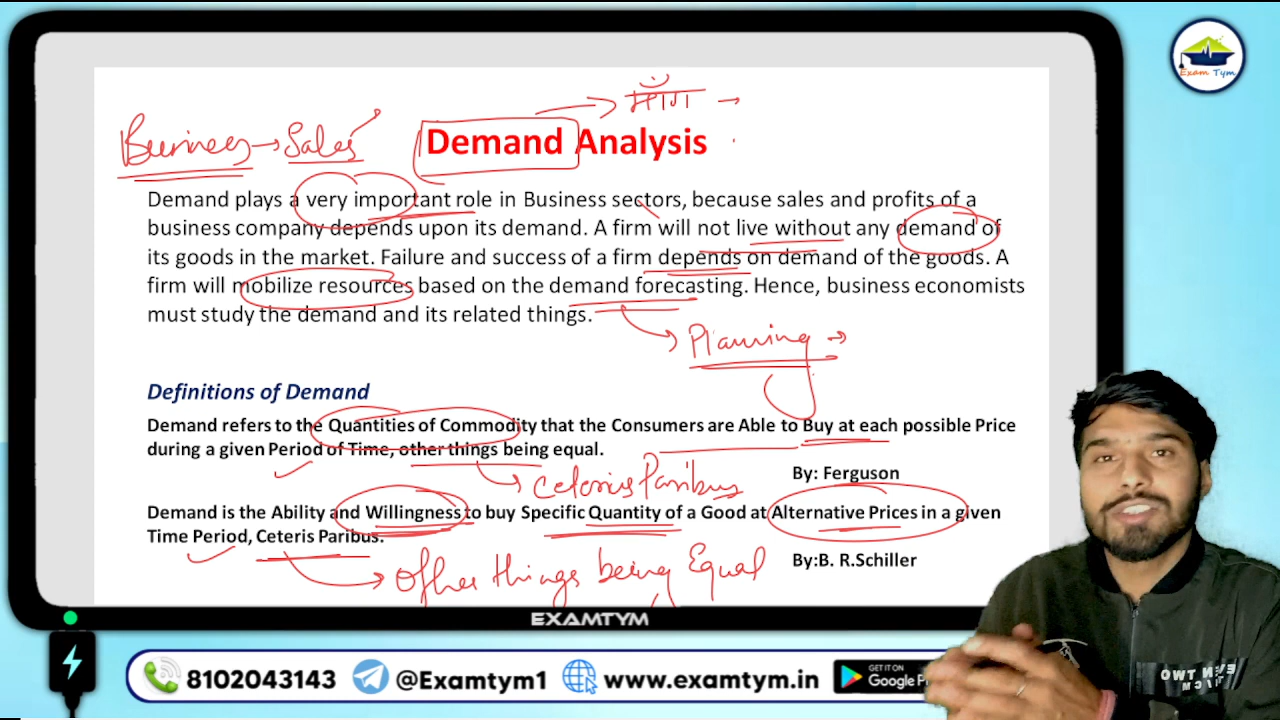 Exam Tym
मांग
Business → Sales
Demand Analysis
Demand plays a very important role in Business sectors, because sales and profits of a
business company depends upon its demand. A firm will not live without any demand of
its goods in the market. Failure and success of a firm depends on demand of the goods. A
firm will mobilize resources based on the demand forecasting. Hence, business economists
must study the demand and its related things.
Planning →
Definitions of Demand
Demand refers to the Quantities of Commodity that the Consumers are Able to Buy at each possible Price
during a given Period of Time, other things being equal.
By: Ferguson
Paribus
Demand is the Ability and Willingness to buy Specific Quantity of a Good at Alternative Prices in a given
Time Period, Ceteris Paribus.
By:B. R.Schiller
Other things being Equal
EXAMTYM
8102043143 @Examtym1 www.examtym.in GET IT ON
Google